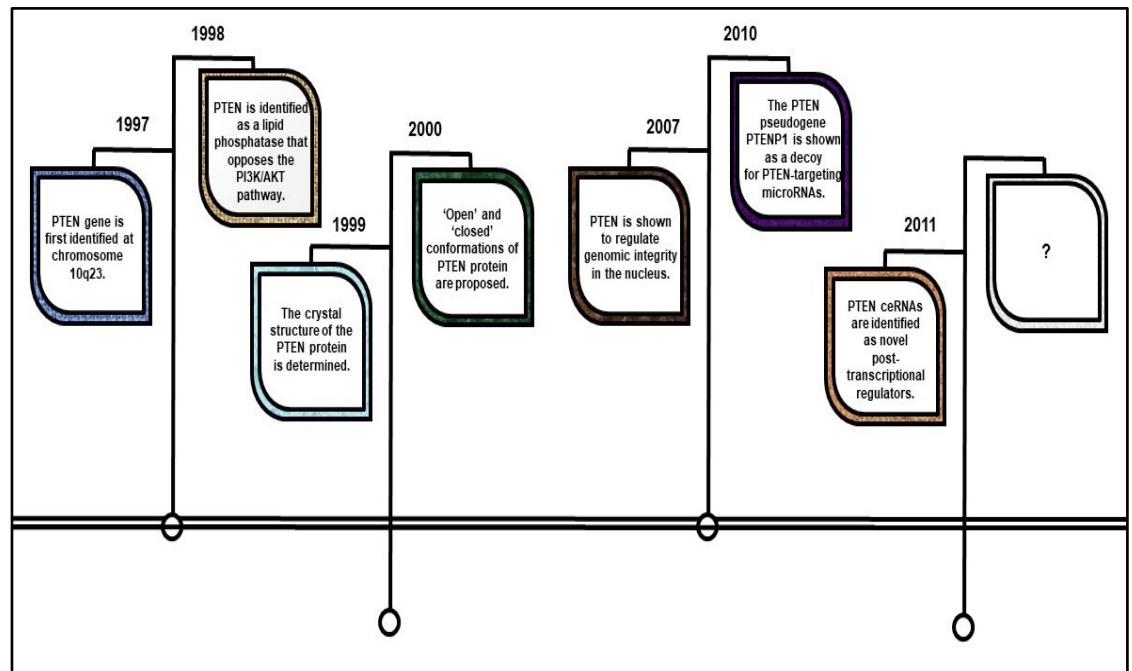 1997
PTEN gene is
first identified at
chromosome
10q23.
1998
PTEN is identified
as a lipid
phosphatase that
opposes the
PI3K/AKT
pathway.
1999
The crystal
structure of the
PTEN protein
is determined.
2000
‘Open’ and
‘closed’
conformations of
PTEN protein
are proposed.
2007
PTEN is shown
to regulate
genomic integrity
in the nucleus.
2010
The PTEN
pseudogene
PTENP1 is shown
as a decoy
for PTEN-targeting
microRNAs.
2011
PTEN ceRNAs
are identified
as novel
post-
transcriptional
regulators.
?